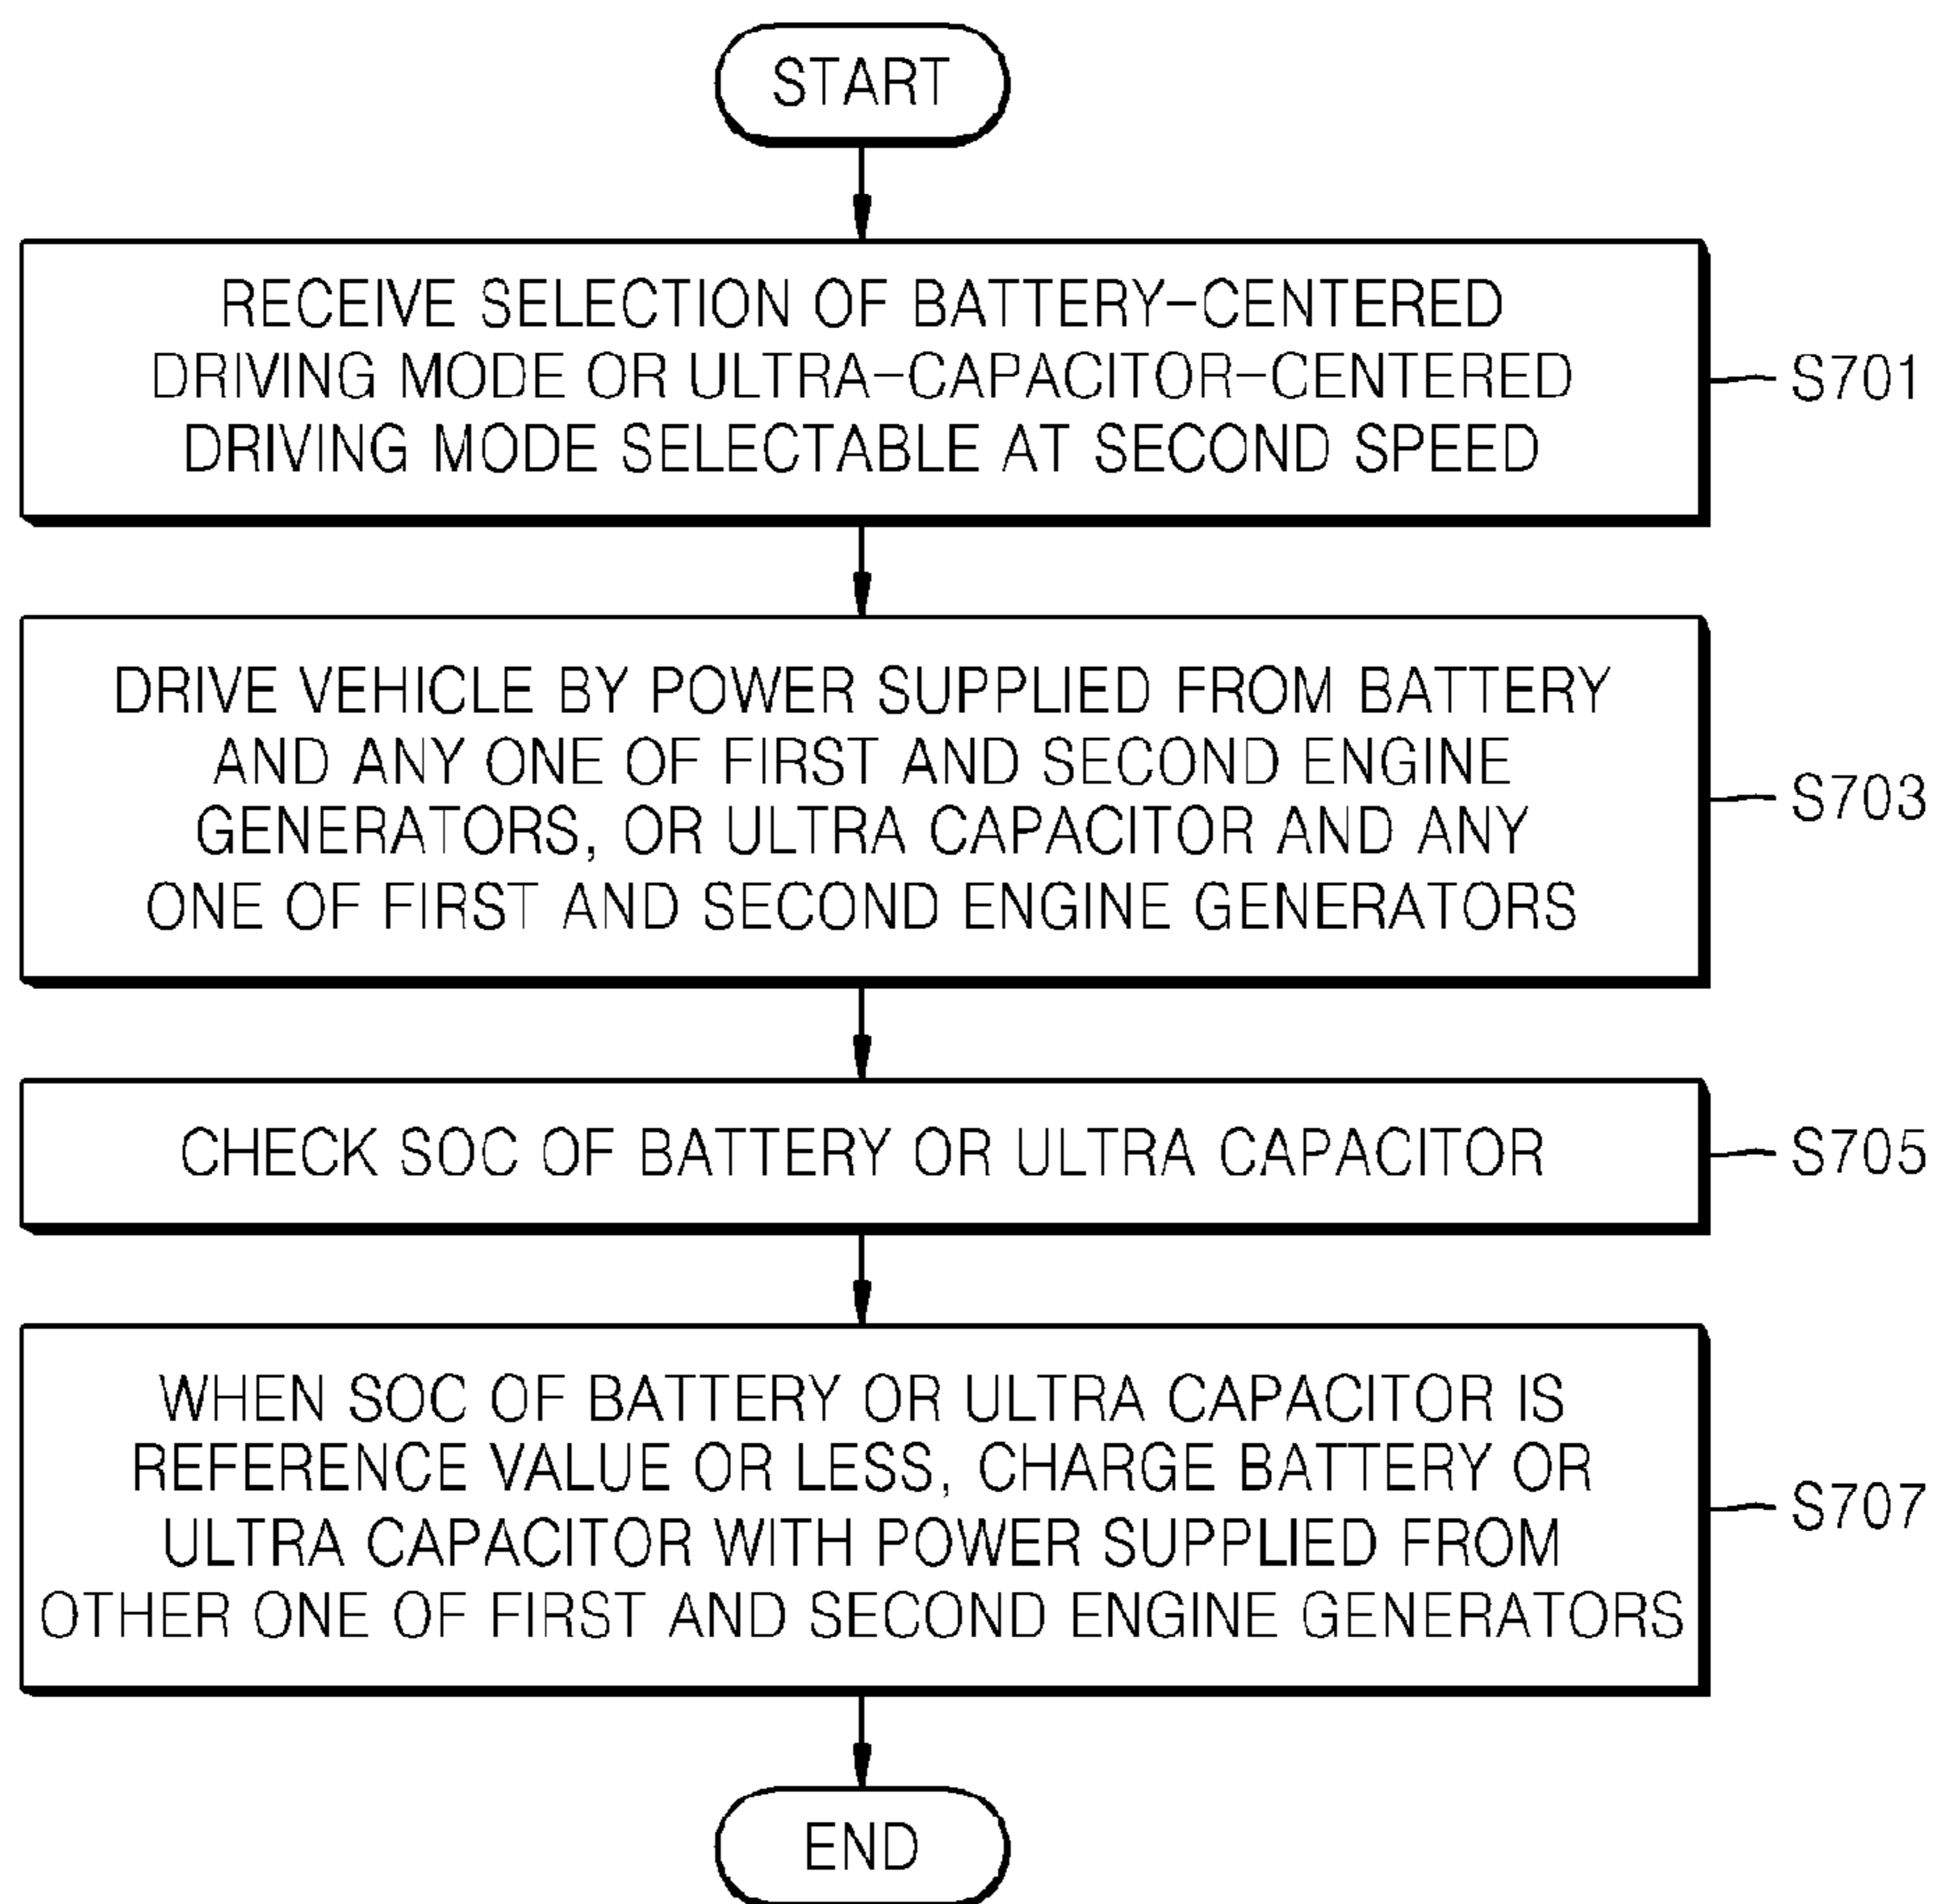 START
RECEIVE SELECTION OF BATTERY-CENTERED
DRIVING MODE OR ULTRA-CAPACITOR-CENTERED
DRIVING MODE SELECTABLE AT SECOND SPEED
S701
DRIVE VEHICLE BY POWER SUPPLIED FROM BATTERY
AND ANY ONE OF FIRST AND SECOND ENGINE
GENERATORS, OR ULTRA CAPACITOR AND ANY
ONE OF FIRST AND SECOND ENGINE GENERATORS
S703
CHECK SOC OF BATTERY OR ULTRA CAPACITOR
S705
WHEN SOC OF BATTERY OR ULTRA CAPACITOR IS
REFERENCE VALUE OR LESS, CHARGE BATTERY OR
ULTRA CAPACITOR WITH POWER SUPPLIED FROM
OTHER ONE OF FIRST AND SECOND ENGINE GENERATORS
S707
END